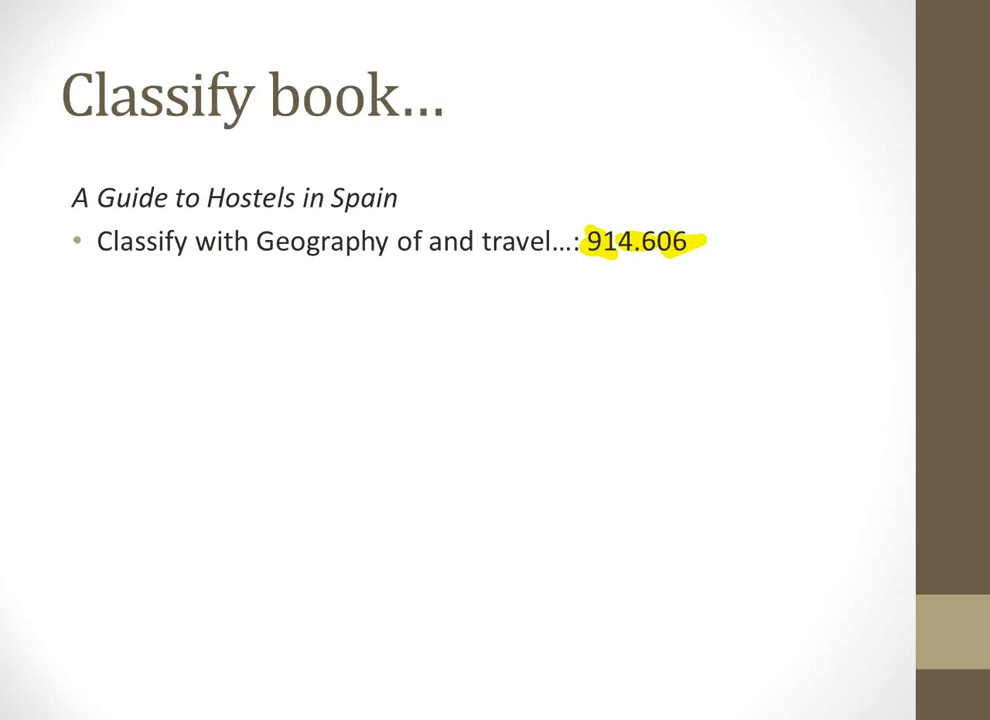 Classify book…
A Guide to Hostels in Spain
• Classify with Geography of and travel…: 914.606